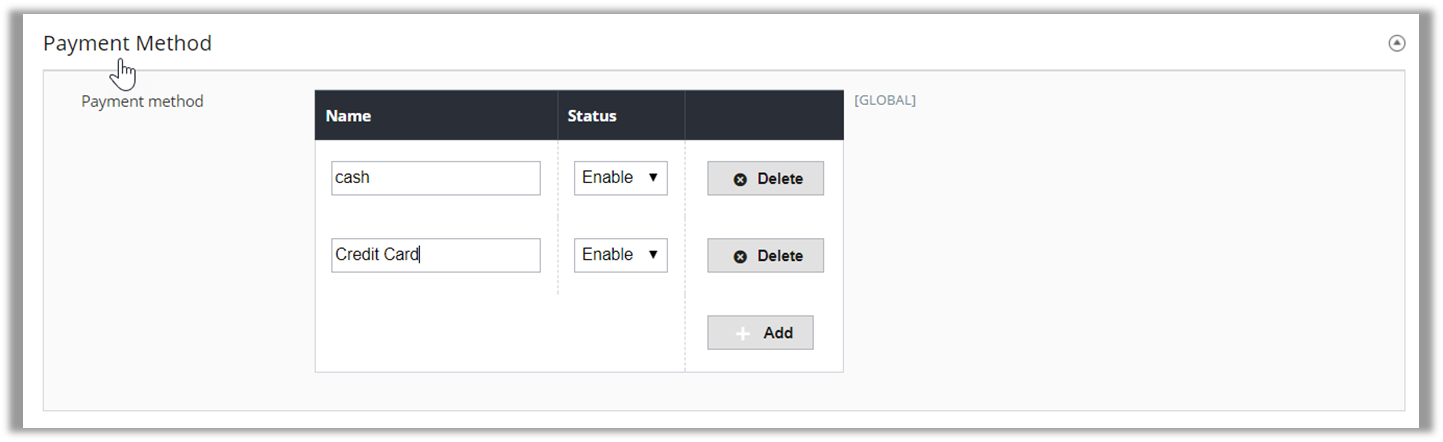 Payment Method
Payment method
Name Status
[GLOBAL]
cash Enable Delete
Credit Card Enable Delete
Add